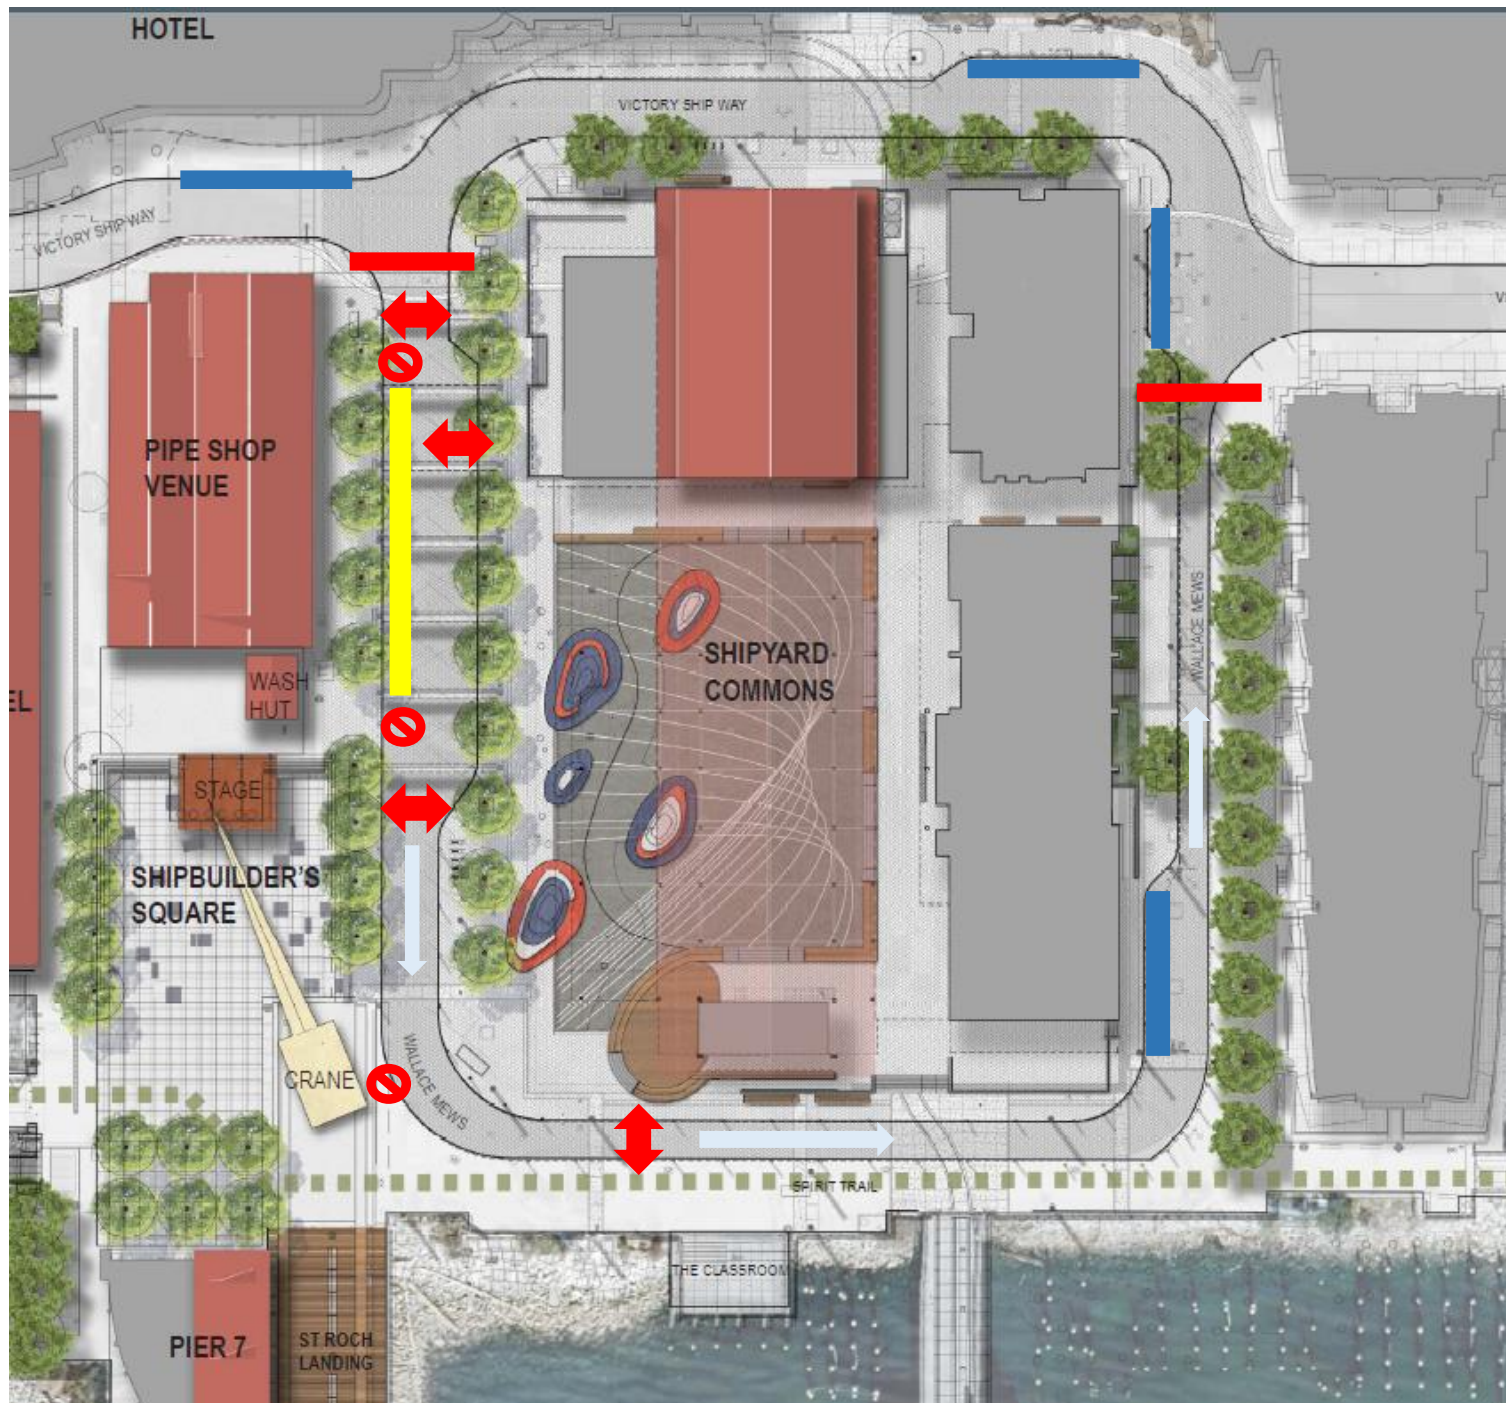 HOTEL
VICTORY SHIP WAY
VICTORY SHIP WAY
PIPE SHOP
VENUE
WASH
HUT
EL
SHIPYARD
COMMONS
WALLACE MEWS
STAGE
SHIPBUILDER'S
SQUARE
CRANE
WALLACE MEWS
SPIRIT TRAIL
THE CLASSROOM
PIER 7
ST ROCH
LANDING